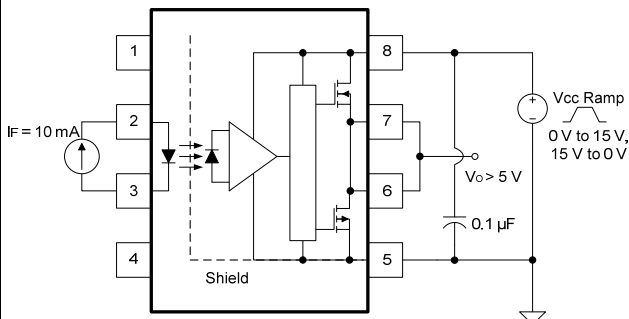 1
8
Vcc Ramp
0 V to 15 V,
15 V to 0 V
IF = 10 mA
2
7
+
−
VO > 5 V
3
6
0.1 µF
4
Shield
5